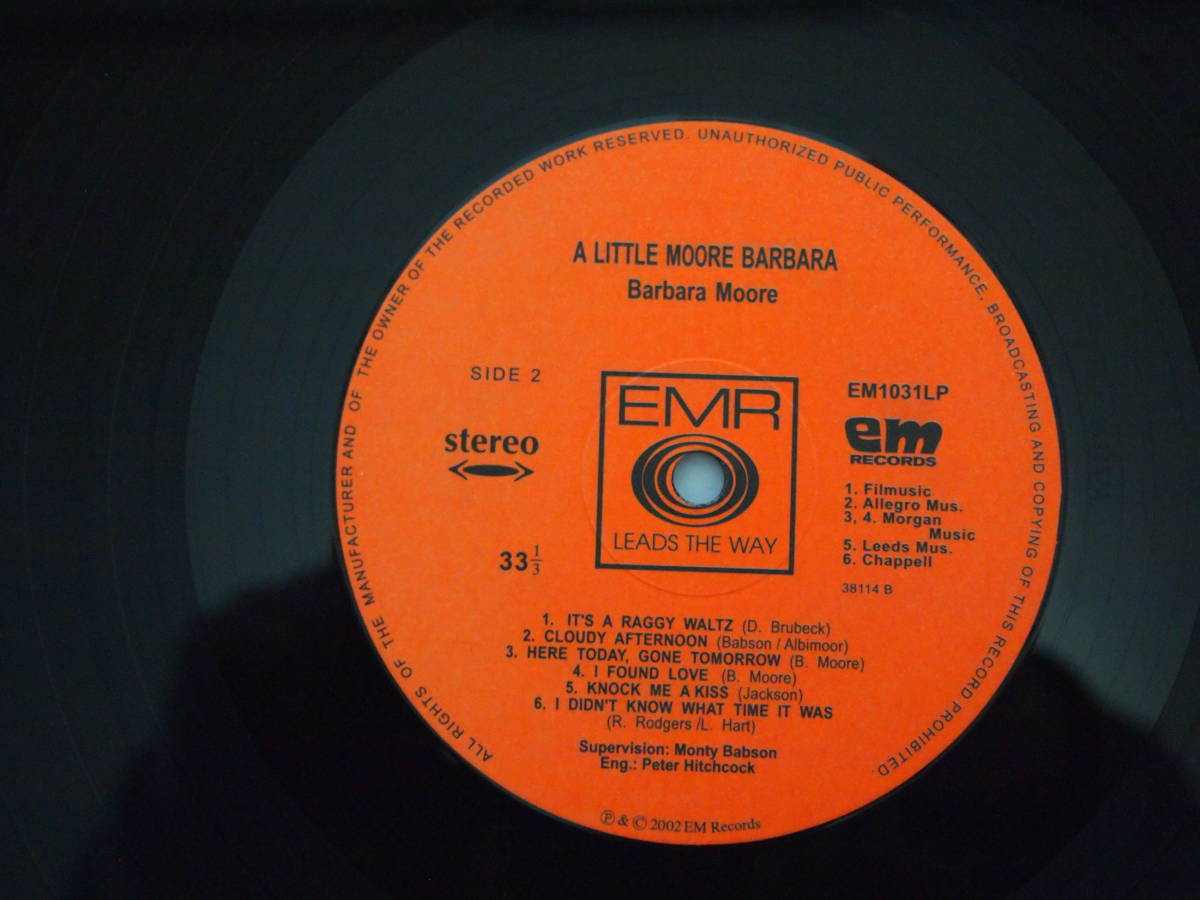 ALL RIGHTS OF THE MANUFACTURER AND OF THE OWNER OF THE RECORDED WORK RESERVED. UNAUTHORIZED PUBLIC PERFORMANCE, BROADCASTING AND COPYING OF THIS RECORD PROHIBITED.
A LITTLE MOORE BARBARA
Barbara Moore
SIDE 2
stereo
33 1/3
EMR
LEADS THE WAY
EM1031LP
em
RECORDS
1. Filmusic
2. Allegro Mus.
3, 4. Morgan
Music
5. Leeds Mus.
6. Chappell
38114 B
1. IT'S A RAGGY WALTZ (D. Brubeck)
2. CLOUDY AFTERNOON (Babson / Albimoor)
3. HERE TODAY, GONE TOMORROW (B. Moore)
4. I FOUND LOVE (B. Moore)
5. KNOCK ME A KISS (Jackson)
6. I DIDN'T KNOW WHAT TIME IT WAS
(R. Rodgers /L. Hart)
Supervision: Monty Babson
Eng.: Peter Hitchcock
℗ & © 2002 EM Records